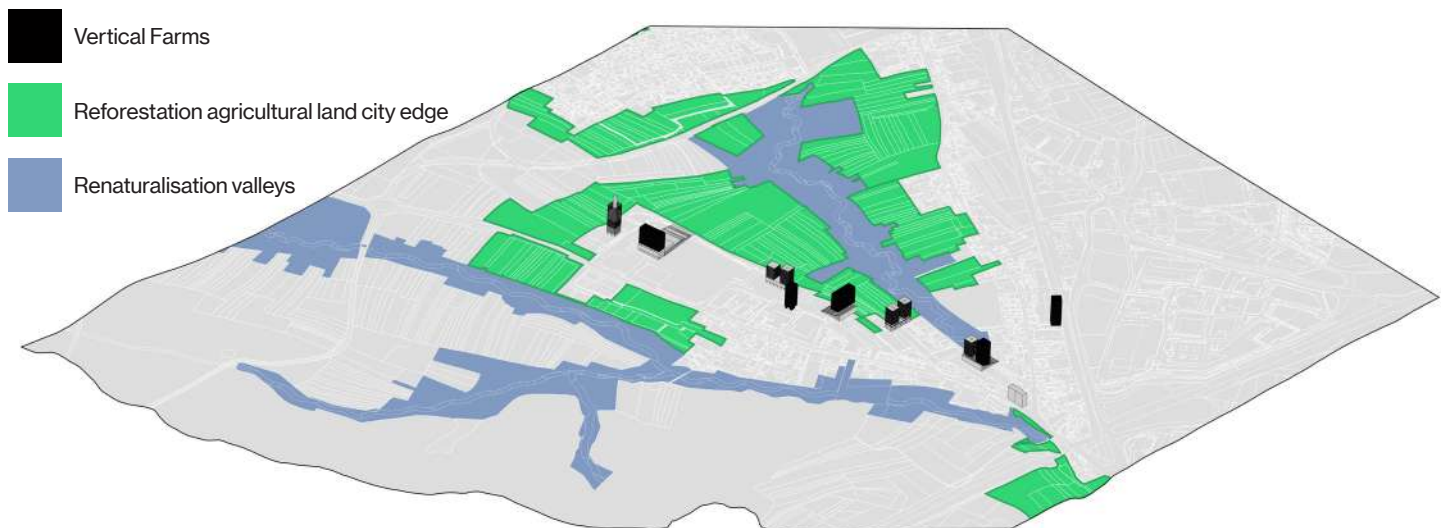 Vertical Farms
Reforestation agricultural land city edge
Renaturalisation valleys